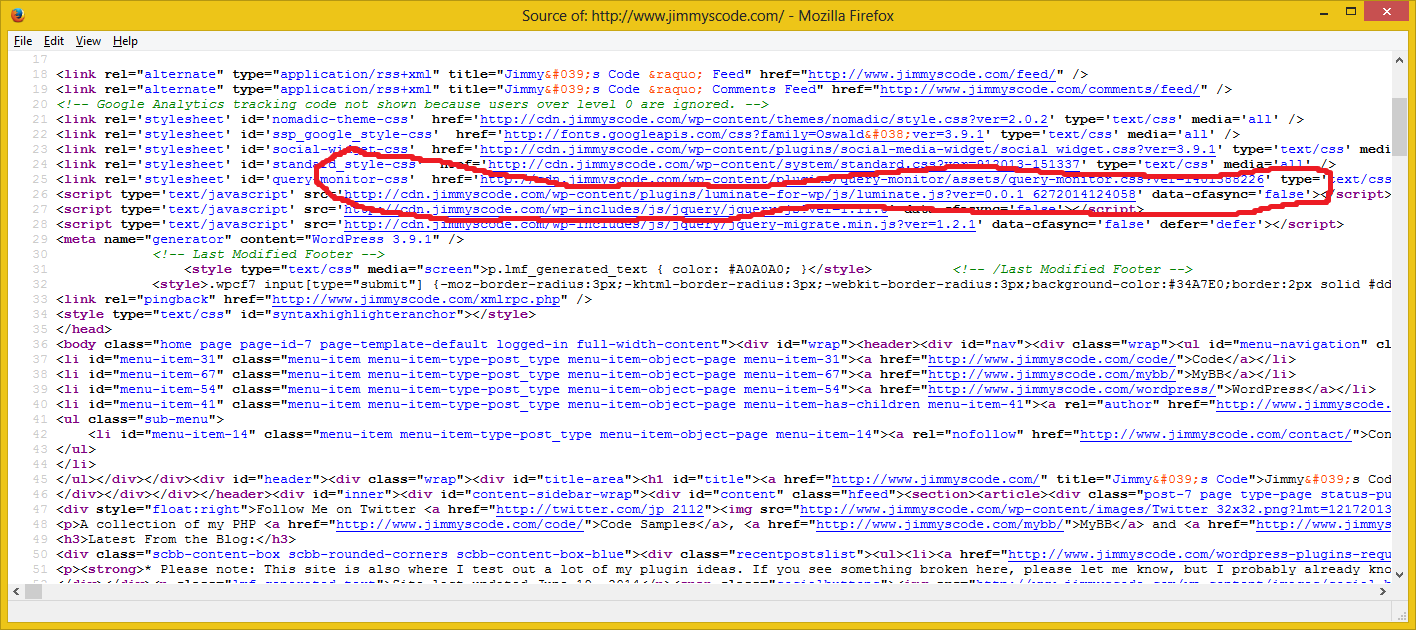 Source of: http://www.jimmyscode.com/ - Mozilla Firefox
File Edit View Help
17
18 <link rel="alternate" type="application/rss+xml" title="Jimmy&#039;s Code &raquo; Feed" href="http://www.jimmyscode.com/feed/" />
19 <link rel="alternate" type="application/rss+xml" title="Jimmy&#039;s Code &raquo; Comments Feed" href="http://www.jimmyscode.com/comments/feed/" />
20 <!-- Google Analytics tracking code not shown because users over level 0 are ignored. -->
21 <link rel='stylesheet' id='nomadic-theme-css'  href='http://cdn.jimmyscode.com/wp-content/themes/nomadic/style.css?ver=2.0.2' type='text/css' media='all' />
22 <link rel='stylesheet' id='ssp_google_style-css'  href='http://fonts.googleapis.com/css?family=Oswald&#038;ver=3.9.1' type='text/css' media='all' />
23 <link rel='stylesheet' id='social-widget-css'  href='http://cdn.jimmyscode.com/wp-content/plugins/social-media-widget/social_widget.css?ver=3.9.1' type='text/css' medi
24 <link rel='stylesheet' id='standard_style-css'  href='http://cdn.jimmyscode.com/wp-content/system/standard.css?ver=012013-151337' type='text/css' media='all' />
25 <link rel='stylesheet' id='query-monitor-css'  href='http://cdn.jimmyscode.com/wp-content/plugins/query-monitor/assets/query-monitor.css?ver=1401588226' type='text/css
26 <script type='text/javascript' src='http://cdn.jimmyscode.com/wp-content/plugins/luminate-for-wp/js/luminate.js?ver=0.0.1_6272014124058' data-cfasync='false'></script>
27 <script type='text/javascript' src='http://cdn.jimmyscode.com/wp-includes/js/jquery/jquery.js?ver=1.11.0' data-cfasync='false'></script>
28 <script type='text/javascript' src='http://cdn.jimmyscode.com/wp-includes/js/jquery/jquery-migrate.min.js?ver=1.2.1' data-cfasync='false' defer='defer'></script>
29 <meta name="generator" content="WordPress 3.9.1" />
30 <!-- Last Modified Footer -->
31 <style type="text/css" media="screen">p.lmf_generated_text { color: #A0A0A0; }</style> <!-- /Last Modified Footer -->
32 <style>.wpcf7 input[type="submit"] {-moz-border-radius:3px;-khtml-border-radius:3px;-webkit-border-radius:3px;background-color:#34A7E0;border:2px solid #dd
33 <link rel="pingback" href="http://www.jimmyscode.com/xmlrpc.php" />
34 <style type="text/css" id="syntaxhighlighteranchor"></style>
35 </head>
36 <body class="home page page-id-7 page-template-default logged-in full-width-content"><div id="wrap"><header><div id="nav"><div class="wrap"><ul id="menu-navigation" cl
37 <li id="menu-item-31" class="menu-item menu-item-type-post_type menu-item-object-page menu-item-31"><a href="http://www.jimmyscode.com/code/">Code</a></li>
38 <li id="menu-item-67" class="menu-item menu-item-type-post_type menu-item-object-page menu-item-67"><a href="http://www.jimmyscode.com/mybb/">MyBB</a></li>
39 <li id="menu-item-54" class="menu-item menu-item-type-post_type menu-item-object-page menu-item-54"><a href="http://www.jimmyscode.com/wordpress/">WordPress</a></li>
40 <li id="menu-item-41" class="menu-item menu-item-type-post_type menu-item-object-page menu-item-has-children menu-item-41"><a rel="author" href="http://www.jimmyscode.
41 <ul class="sub-menu">
42 <li id="menu-item-14" class="menu-item menu-item-type-post_type menu-item-object-page menu-item-14"><a rel="nofollow" href="http://www.jimmyscode.com/contact/">Con
43 </ul>
44 </li>
45 </ul></div></div><div id="header"><div class="wrap"><div id="title-area"><h1 id="title"><a href="http://www.jimmyscode.com/" title="Jimmy&#039;s Code">Jimmy&#039;s Cod
46 </div></div></div></header><div id="inner"><div id="content-sidebar-wrap"><div id="content" class="hfeed"><section><article><div class="post-7 page type-page status-pu
47 <div style="float:right">Follow Me on Twitter <a href="http://twitter.com/jp_2112"><img src="http://www.jimmyscode.com/wp-content/images/Twitter_32x32.png?lmt=12172013
48 <p>A collection of my PHP <a href="http://www.jimmyscode.com/code/">Code Samples</a>, <a href="http://www.jimmyscode.com/mybb/">MyBB</a> and <a href="http://www.jimmys
49 <h3>Latest From the Blog:</h3>
50 <div class="scbb-content-box scbb-rounded-corners scbb-content-box-blue"><div class="recentpostslist"><ul><li><a href="http://www.jimmyscode.com/wordpress-plugins-requ
51 <p><strong>* Please note: This site is also where I test out a lot of my plugin ideas. If you see something broken here, please let me know, but I probably already kno